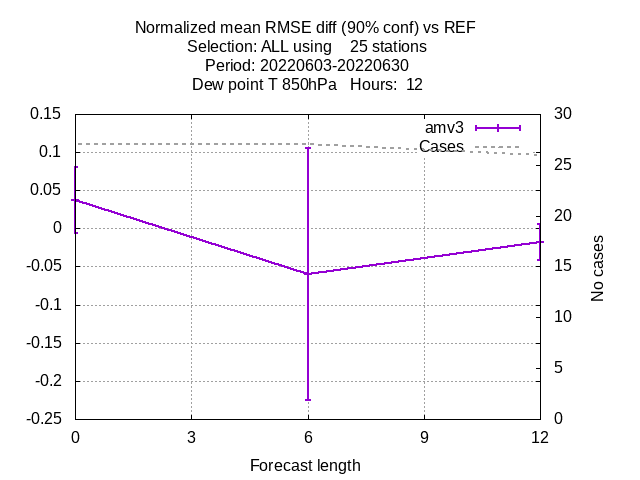 Normalized mean RMSE diff (90% conf) vs REF
Selection: ALL using    25 stations
Period: 20220603-20220630
Dew point T 850hPa   Hours:  12
0.15
0.1
0.05
0
-0.05
-0.1
-0.15
-0.2
-0.25
30
25
20
15
10
5
0
amv3
Cases
No cases
0 3 6 9 12
Forecast length